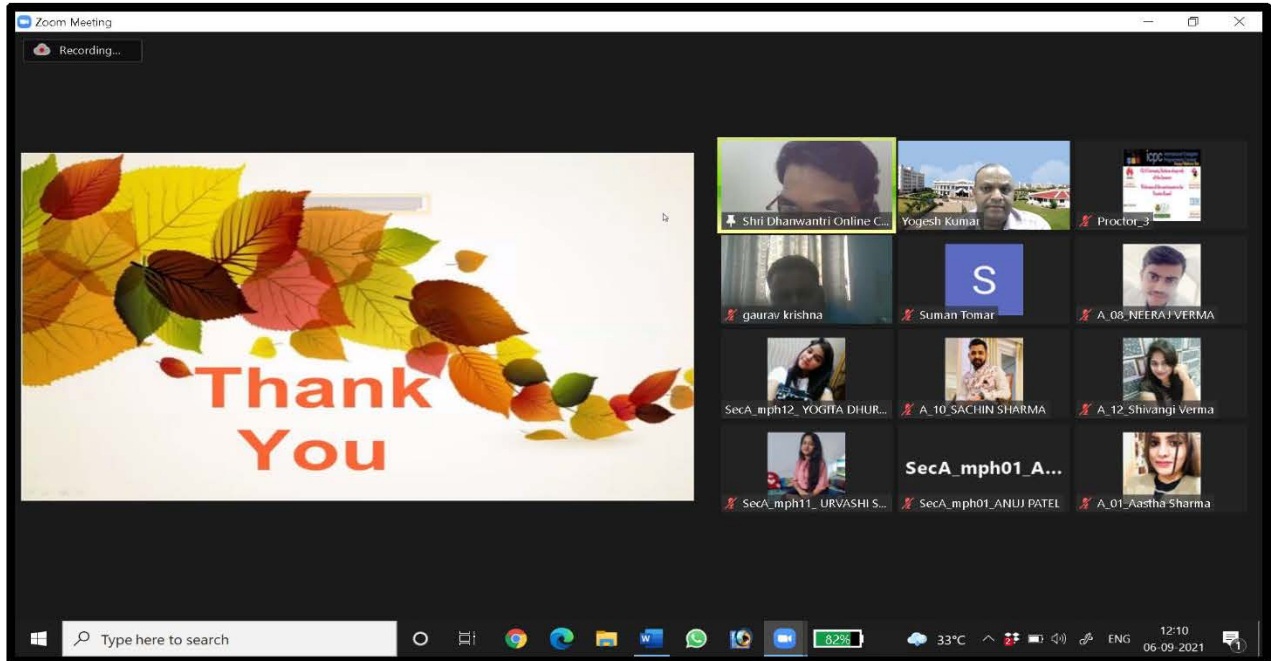 Zoom Meeting
Recording...
Thank
You
Shri Dhanwantri Online C...
Yogesh Kumar
Proctor_3
icpc
gaurav krishna
S
Suman Tomar
A_08_NEERAJ VERMA
SecA_mph12_ YOGITA DHUR...
A_10_SACHIN SHARMA
A_12_Shivangi Verma
SecA_mph01_A...
SecA_mph11_ URVASHI S...
SecA_mph01_ANUJ PATEL
A_01_Aastha Sharma
Type here to search
82%
33°C
ENG
12:10
06-09-2021
1